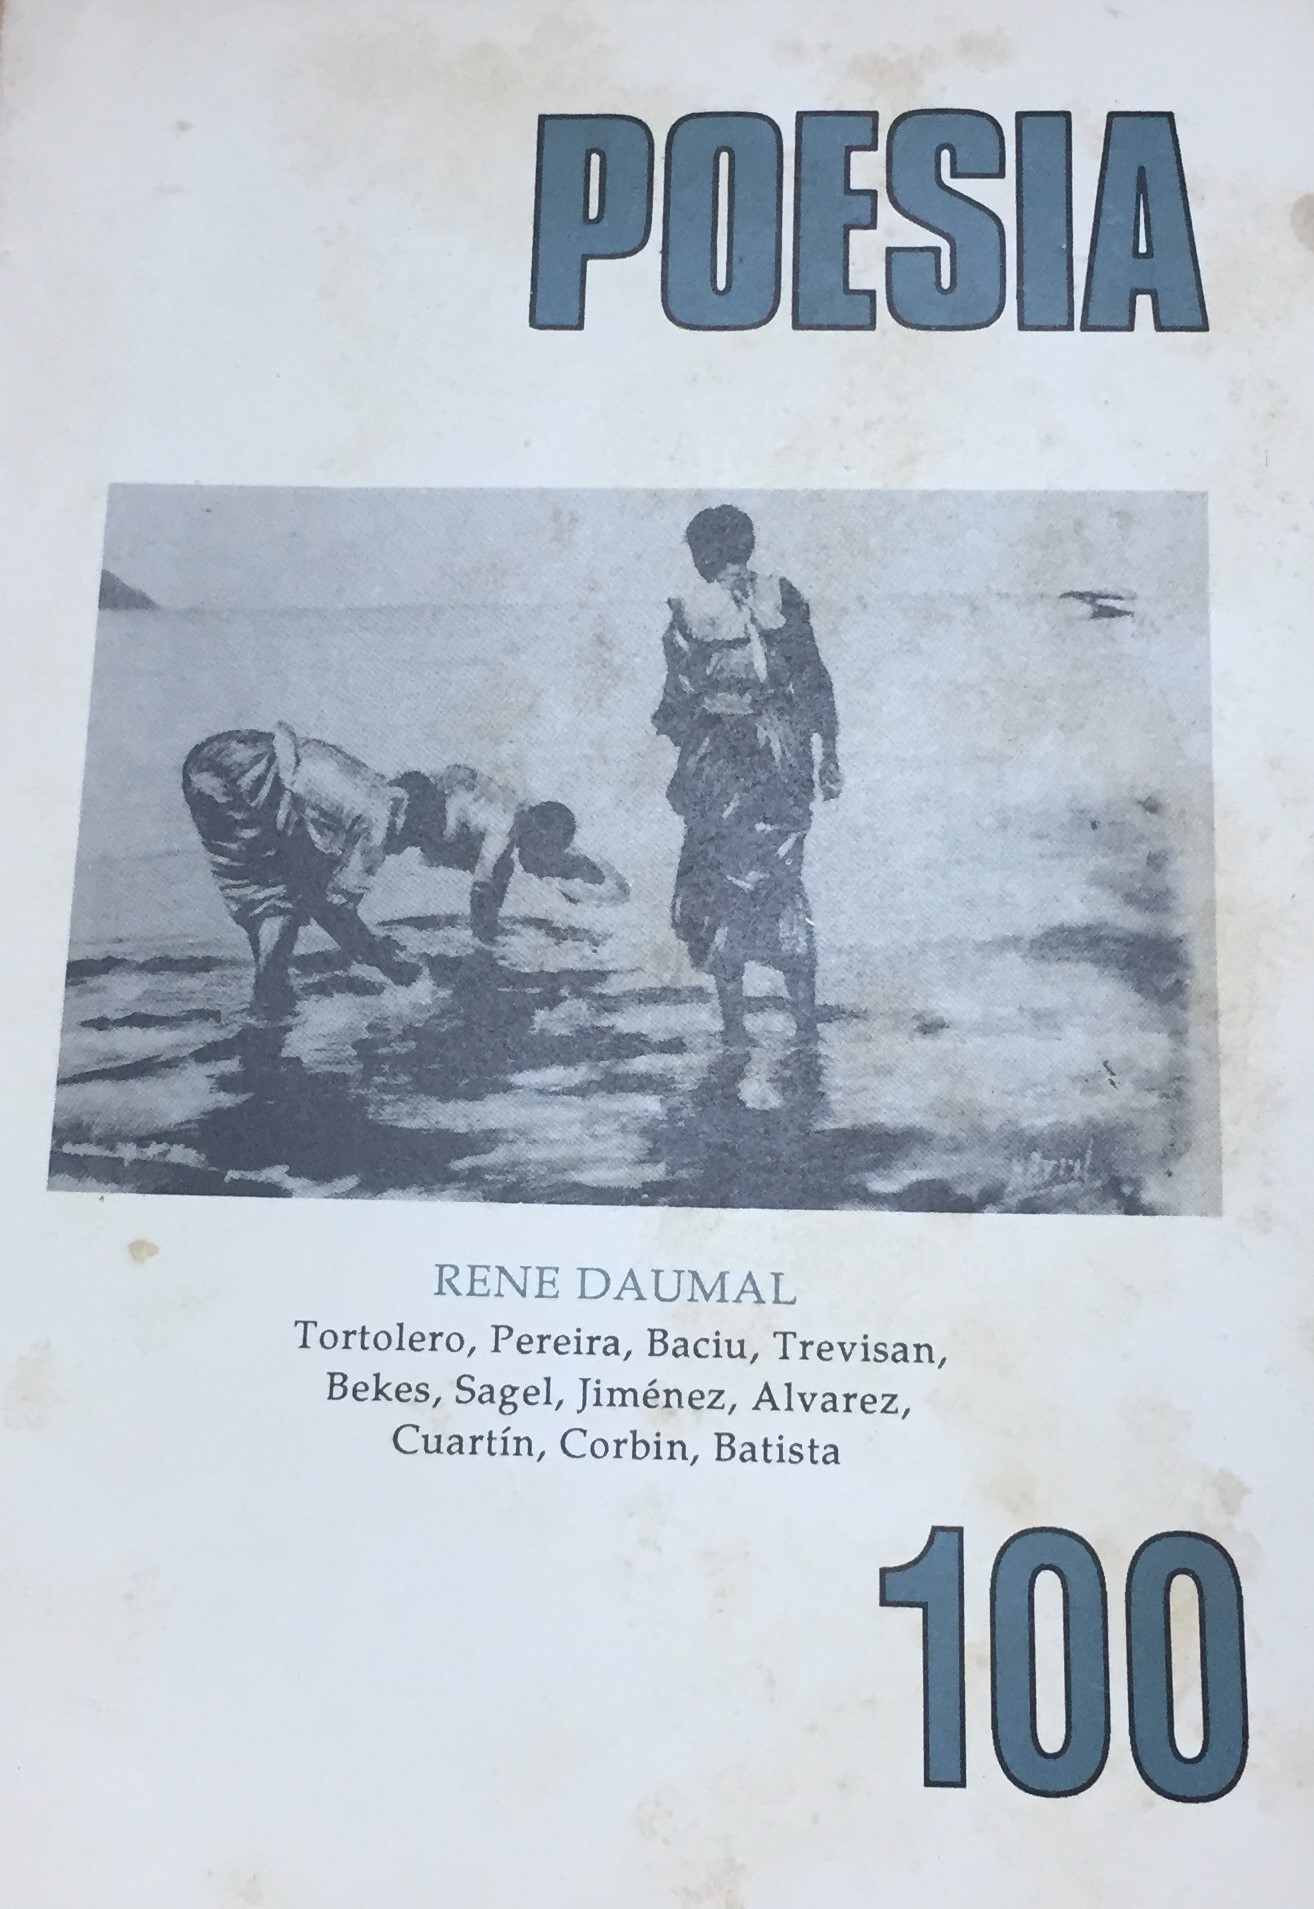 POESIA
RENE DAUMAL
Tortolero, Pereira, Baciu, Trevisan,
Bekes, Sagel, Jiménez, Alvarez,
Cuartín, Corbin, Batista
100